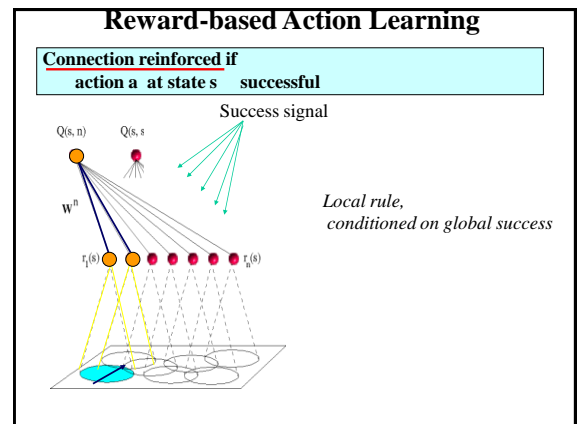 Reward-based Action Learning
Connection reinforced if
action a at state s successful
Success signal
Q(s, n) Q(s, s
Local rule,
conditioned on global success
w^n
r_1(s) r_n(s)